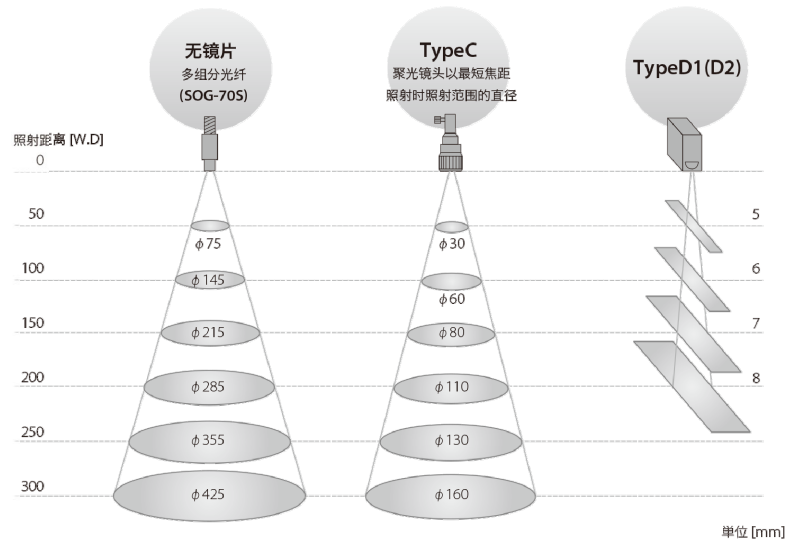 无镜片
多组分光纤
(SOG-70S)
TypeC
聚光镜头以最短焦距
照射时照射范围的直径
TypeD1(D2)
照射距离 [W.D]
0
50
φ75
φ30
5
100
φ145
φ60
6
150
φ215
φ80
7
200
φ285
φ110
8
250
φ355
φ130
300
φ425
φ160
単位 [mm]